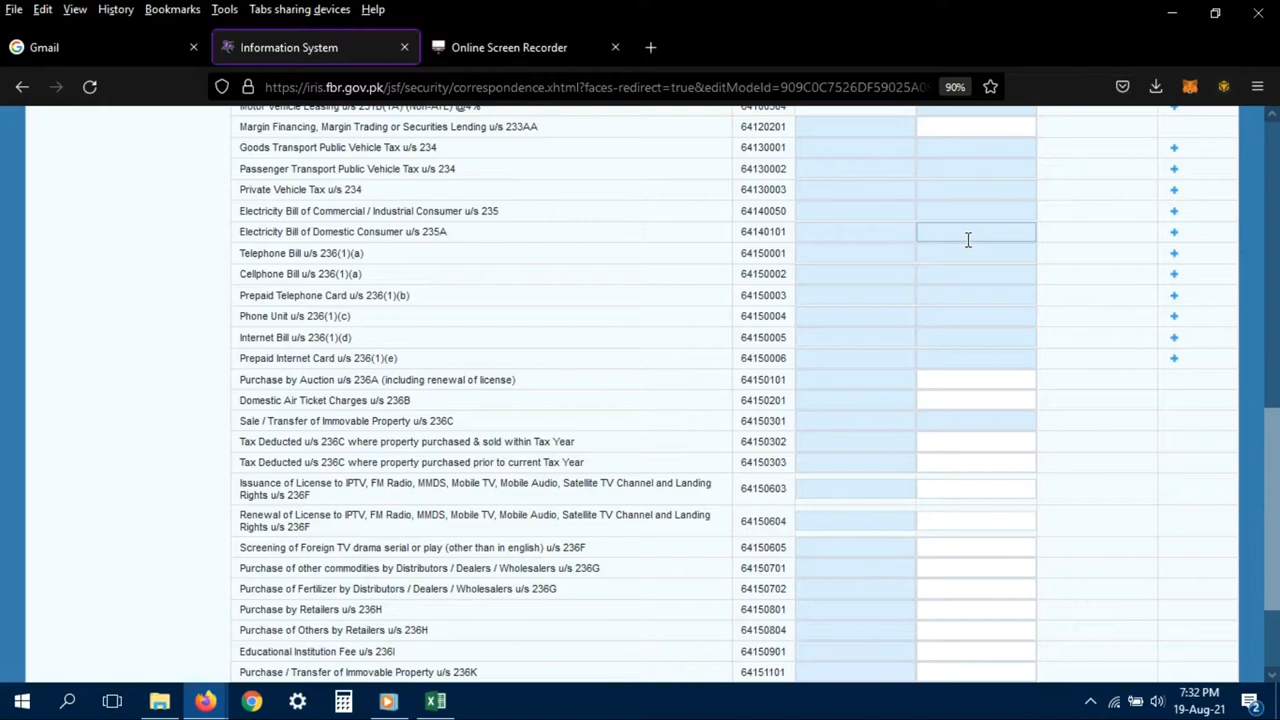 File Edit View History Bookmarks Tools Tabs sharing devices Help
Gmail
Information System
Online Screen Recorder
https://iris.fbr.gov.pk/jsf/security/correspondence.xhtml?faces-redirect=true&editModeId=909C0C7526DF59025A05
90%
Motor Vehicle Leasing u/s 231B(1A) (Non-ATL) @4% 64100304
Margin Financing, Margin Trading or Securities Lending u/s 233AA 64120201
Goods Transport Public Vehicle Tax u/s 234 64130001
Passenger Transport Public Vehicle Tax u/s 234 64130002
Private Vehicle Tax u/s 234 64130003
Electricity Bill of Commercial / Industrial Consumer u/s 235 64140050
Electricity Bill of Domestic Consumer u/s 235A 64140101
Telephone Bill u/s 236(1)(a) 64150001
Cellphone Bill u/s 236(1)(a) 64150002
Prepaid Telephone Card u/s 236(1)(b) 64150003
Phone Unit u/s 236(1)(c) 64150004
Internet Bill u/s 236(1)(d) 64150005
Prepaid Internet Card u/s 236(1)(e) 64150006
Purchase by Auction u/s 236A (including renewal of license) 64150101
Domestic Air Ticket Charges u/s 236B 64150201
Sale / Transfer of Immovable Property u/s 236C 64150301
Tax Deducted u/s 236C where property purchased & sold within Tax Year 64150302
Tax Deducted u/s 236C where property purchased prior to current Tax Year 64150303
Issuance of License to IPTV, FM Radio, MMDS, Mobile TV, Mobile Audio, Satellite TV Channel and Landing
Rights u/s 236F 64150603
Renewal of License to IPTV, FM Radio, MMDS, Mobile TV, Mobile Audio, Satellite TV Channel and Landing
Rights u/s 236F 64150604
Screening of Foreign TV drama serial or play (other than in english) u/s 236F 64150605
Purchase of other commodities by Distributors / Dealers / Wholesalers u/s 236G 64150701
Purchase of Fertilizer by Distributors / Dealers / Wholesalers u/s 236G 64150702
Purchase by Retailers u/s 236H 64150801
Purchase of Others by Retailers u/s 236H 64150804
Educational Institution Fee u/s 236I 64150901
Purchase / Transfer of Immovable Property u/s 236K 64151101
7:32 PM
19-Aug-21
2